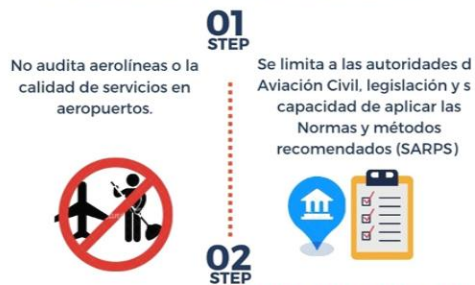 01
STEP
No audita aerolíneas o la
calidad de servicios en
aeropuertos.
Se limita a las autoridades d
Aviación Civil, legislación y s
capacidad de aplicar las
Normas y métodos
recomendados (SARPS)
02
STEP